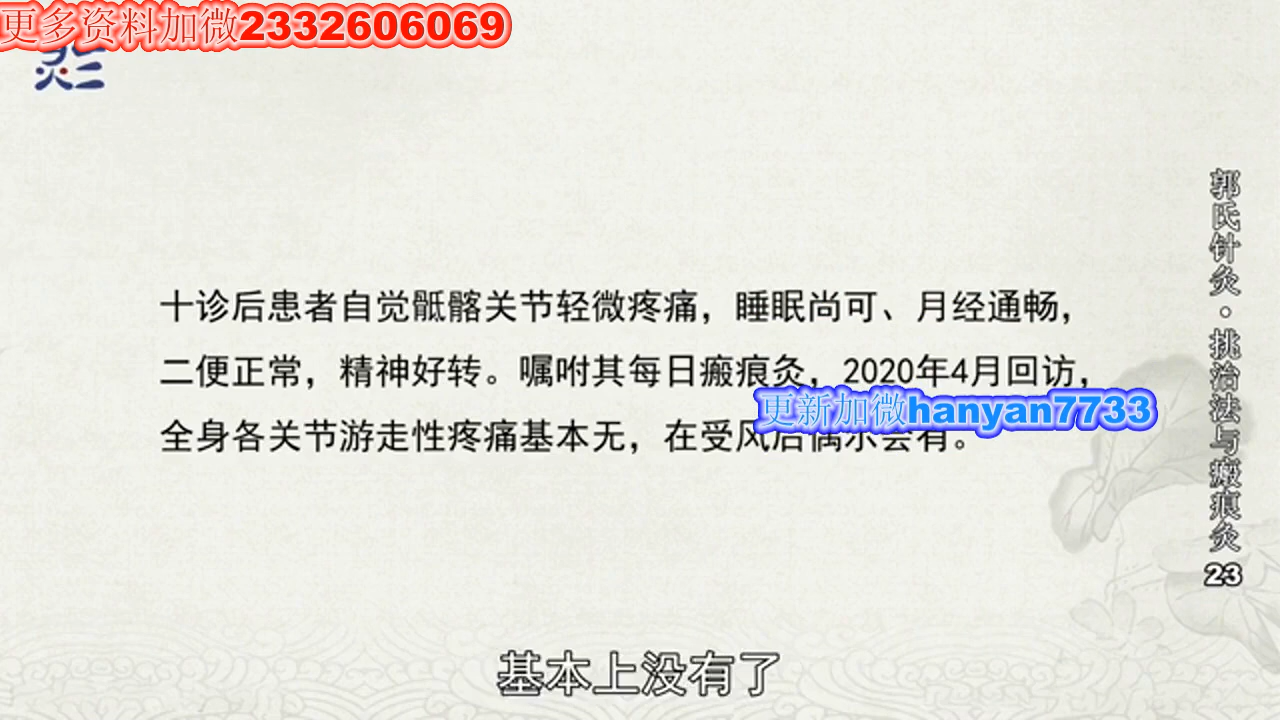 更多资料加微2332606069
十诊后患者自觉骶髂关节轻微疼痛，睡眠尚可、月经通畅，
二便正常，精神好转。嘱咐其每日瘢痕灸，2020年4月回访，
更新加微hanyan7733
全身各关节游走性疼痛基本无，在受风后偶尔会有。
郭氏针灸·挑治法与瘢痕灸23
基本上没有了